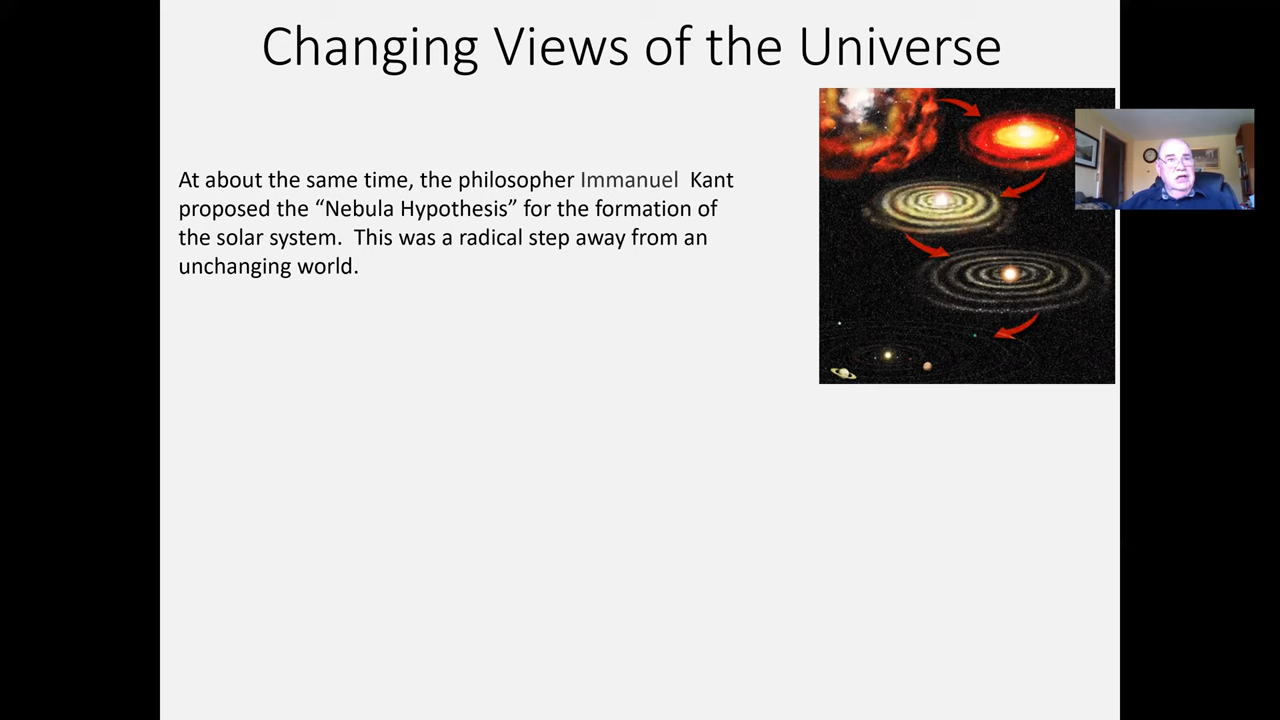 Changing Views of the Universe
At about the same time, the philosopher Immanuel  Kant
proposed the “Nebula Hypothesis” for the formation of
the solar system.  This was a radical step away from an
unchanging world.